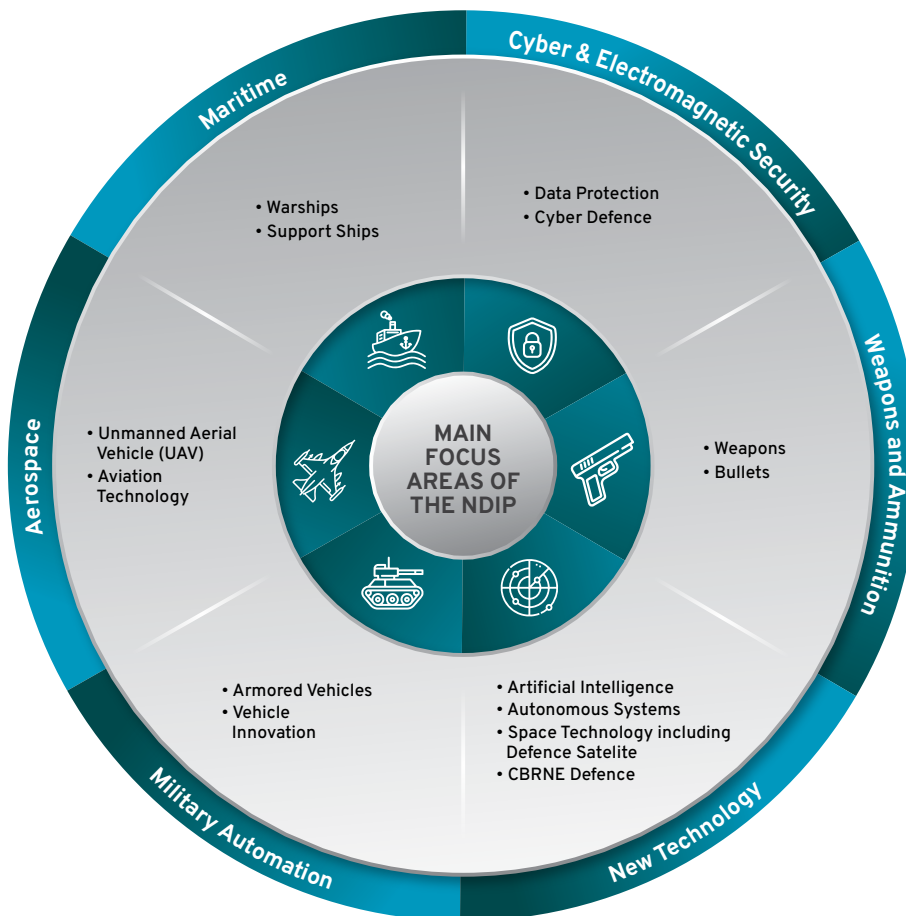 Maritime
Cyber & Electromagnetic Security
• Warships
• Support Ships
• Data Protection
• Cyber Defence
Aerospace
• Unmanned Aerial
Vehicle (UAV)
• Aviation
Technology
MAIN
FOCUS
AREAS OF
THE NDIP
• Weapons
• Bullets
Weapons and Ammunition
• Armored Vehicles
• Vehicle
Innovation
• Artificial Intelligence
• Autonomous Systems
• Space Technology including
Defence Satelite
• CBRNE Defence
Military Automation
New Technology